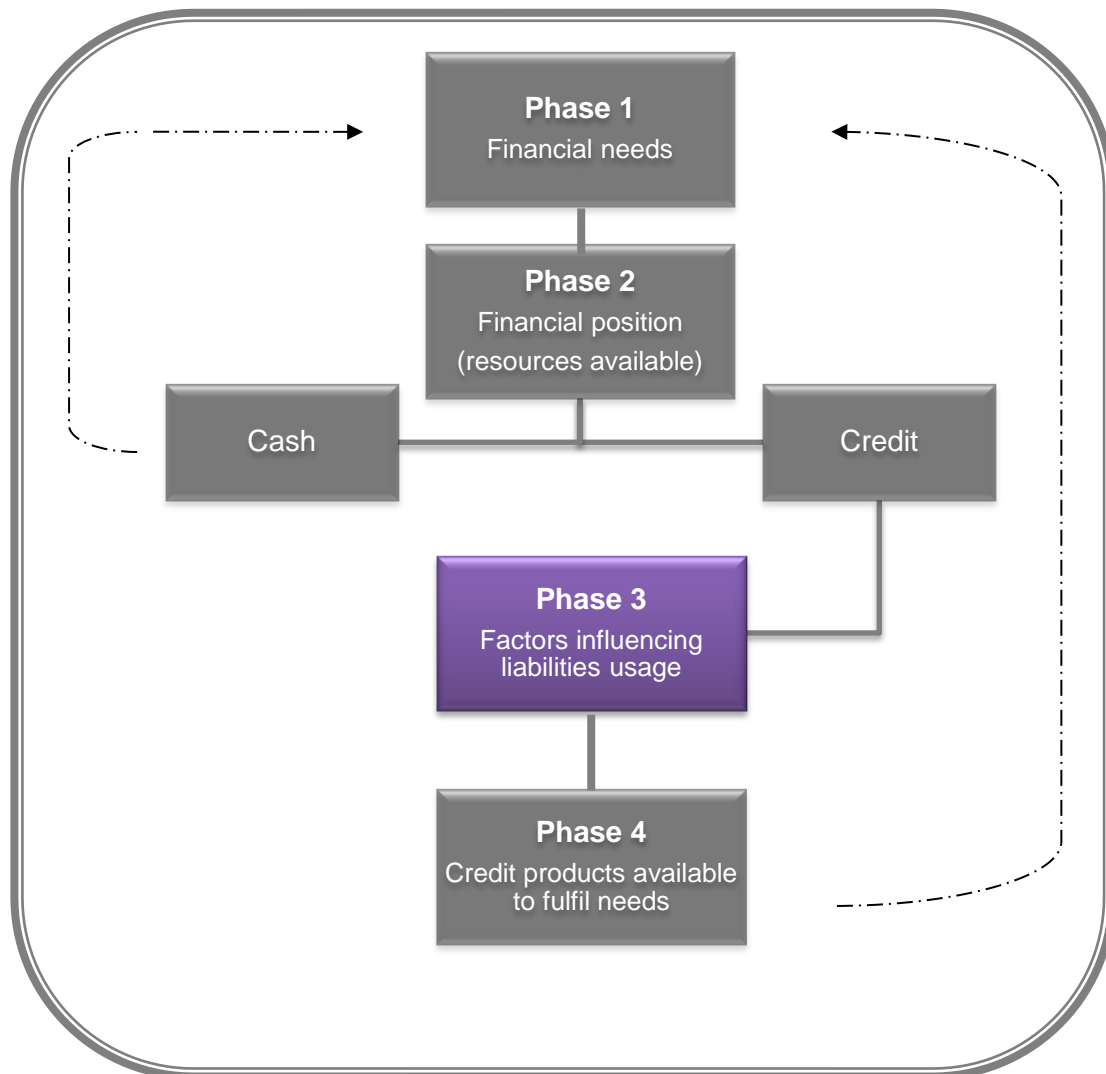 Phase 1
Financial needs
Phase 2
Financial position
(resources available)
Cash
Credit
Phase 3
Factors influencing
liabilities usage
Phase 4
Credit products available
to fulfil needs